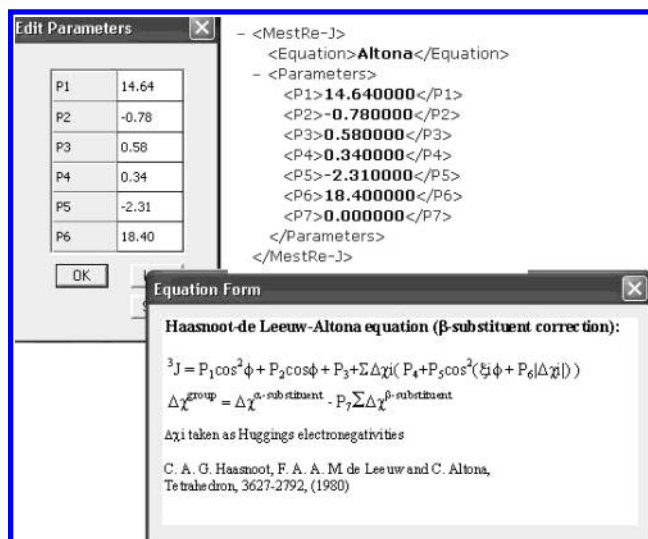 Edit Parameters
P1 14.64
P2 -0.78
P3 0.58
P4 0.34
P5 -2.31
P6 18.40
OK
- <MestRe-J>
<Equation>Altona</Equation>
- <Parameters>
<P1>14.640000</P1>
<P2>-0.780000</P2>
<P3>0.580000</P3>
<P4>0.340000</P4>
<P5>-2.310000</P5>
<P6>18.400000</P6>
<P7>0.000000</P7>
</Parameters>
</MestRe-J>
Equation Form
Haasnoot-de Leeuw-Altona equation (β-substituent correction):
³J = P₁cos²ϕ + P₂cosϕ + P₃+ΣΔχi( P₄+P₅cos²(ξiϕ + P₆|Δχi|) )
Δχ^group = Δχ^α-substituent - P₇ΣΔχ^β-substituent
Δχi taken as Huggings electronegativities
C. A. G. Haasnoot, F. A. A. M. de Leeuw and C. Altona,
Tetrahedron, 3627-2792, (1980)